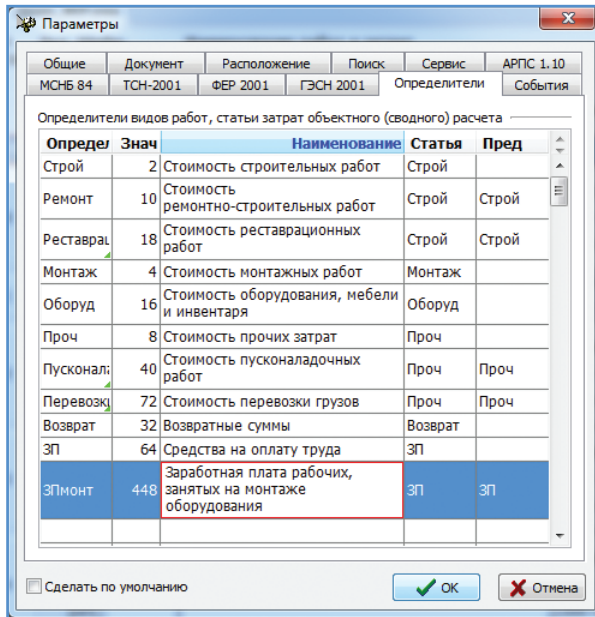 Параметры
Общие Документ Расположение Поиск Сервис АРПС 1.10
МСНБ 84 ТСН-2001 ФЕР 2001 ГЭСН 2001 Определители События
Определители видов работ, статьи затрат объектного (сводного) расчета
Определ Знач Наименование Статья Пред
Строй 2 Стоимость строительных работ Строй
Ремонт 10 Стоимость
ремонтно-строительных работ Строй Строй
Реставрац 18 Стоимость реставрационных
работ Строй Строй
Монтаж 4 Стоимость монтажных работ Монтаж
Оборуд 16 Стоимость оборудования, мебели
и инвентаря Оборуд
Проч 8 Стоимость прочих затрат Проч
Пусконала 40 Стоимость пусконаладочных
работ Проч Проч
Перевозки 72 Стоимость перевозки грузов Проч Проч
Возврат 32 Возвратные суммы Возврат
ЗП 64 Средства на оплату труда ЗП
ЗПмонт 448 Заработная плата рабочих,
занятых на монтаже
оборудования ЗП ЗП
Сделать по умолчанию OK Отмена